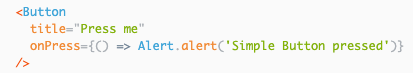 <Button
title="Press me"
onPress={() => Alert.alert('Simple Button pressed')}
/>